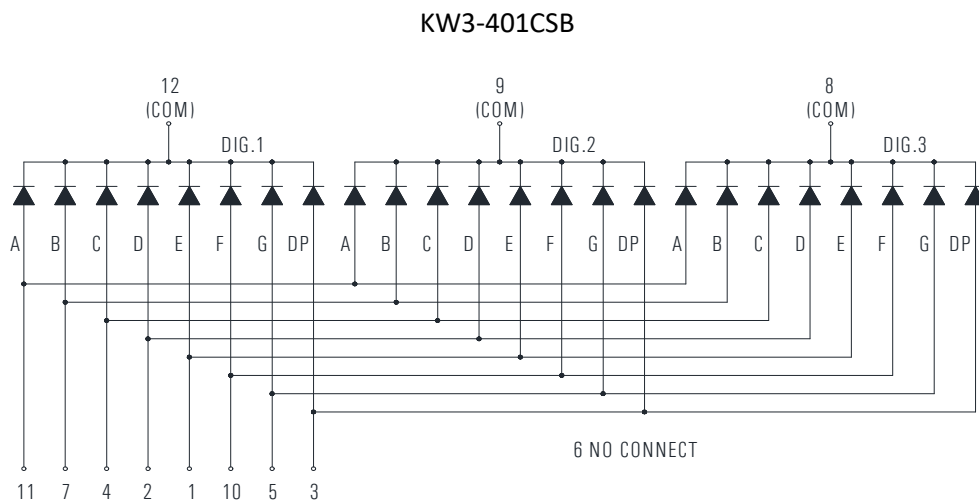 KW3-401CSB
12 9 8
(COM) (COM) (COM)
DIG.1 DIG.2 DIG.3
A B C D E F G DP A B C D E F G DP A B C D E F G DP
6 NO CONNECT
11 7 4 2 1 10 5 3